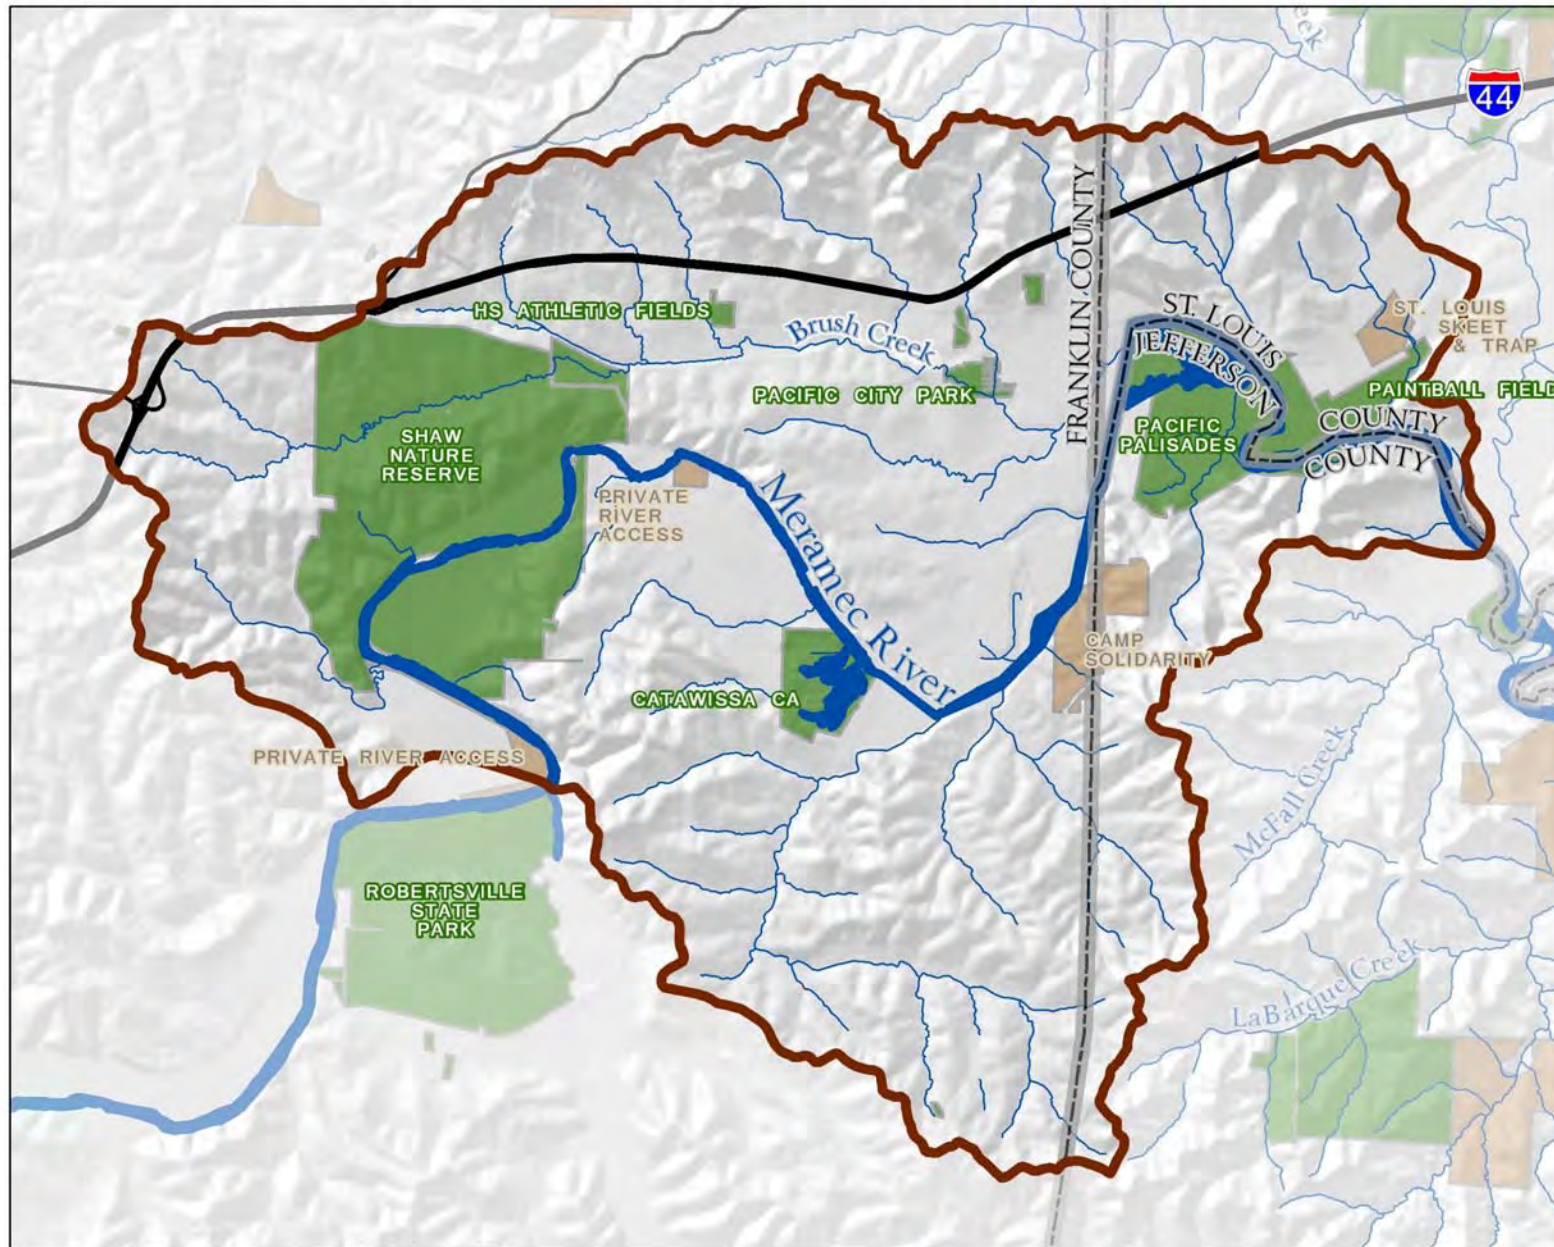 Creek
44
FRANKLIN COUNTY
HS ATHLETIC FIELDS
Brush Creek
ST. LOUIS
JEFFERSON
COUNTY
COUNTY
ST. LOUIS
SKEET
& TRAP
PAINTBALL FIELD
PACIFIC CITY PARK
PACIFIC
PALISADES
SHAW
NATURE
RESERVE
PRIVATE
RIVER
ACCESS
Meramec River
CAMP
SOLIDARITY
CATAWISSA CA
PRIVATE RIVER ACCESS
McFall Creek
ROBERTSVILLE
STATE
PARK
LaBarque Creek